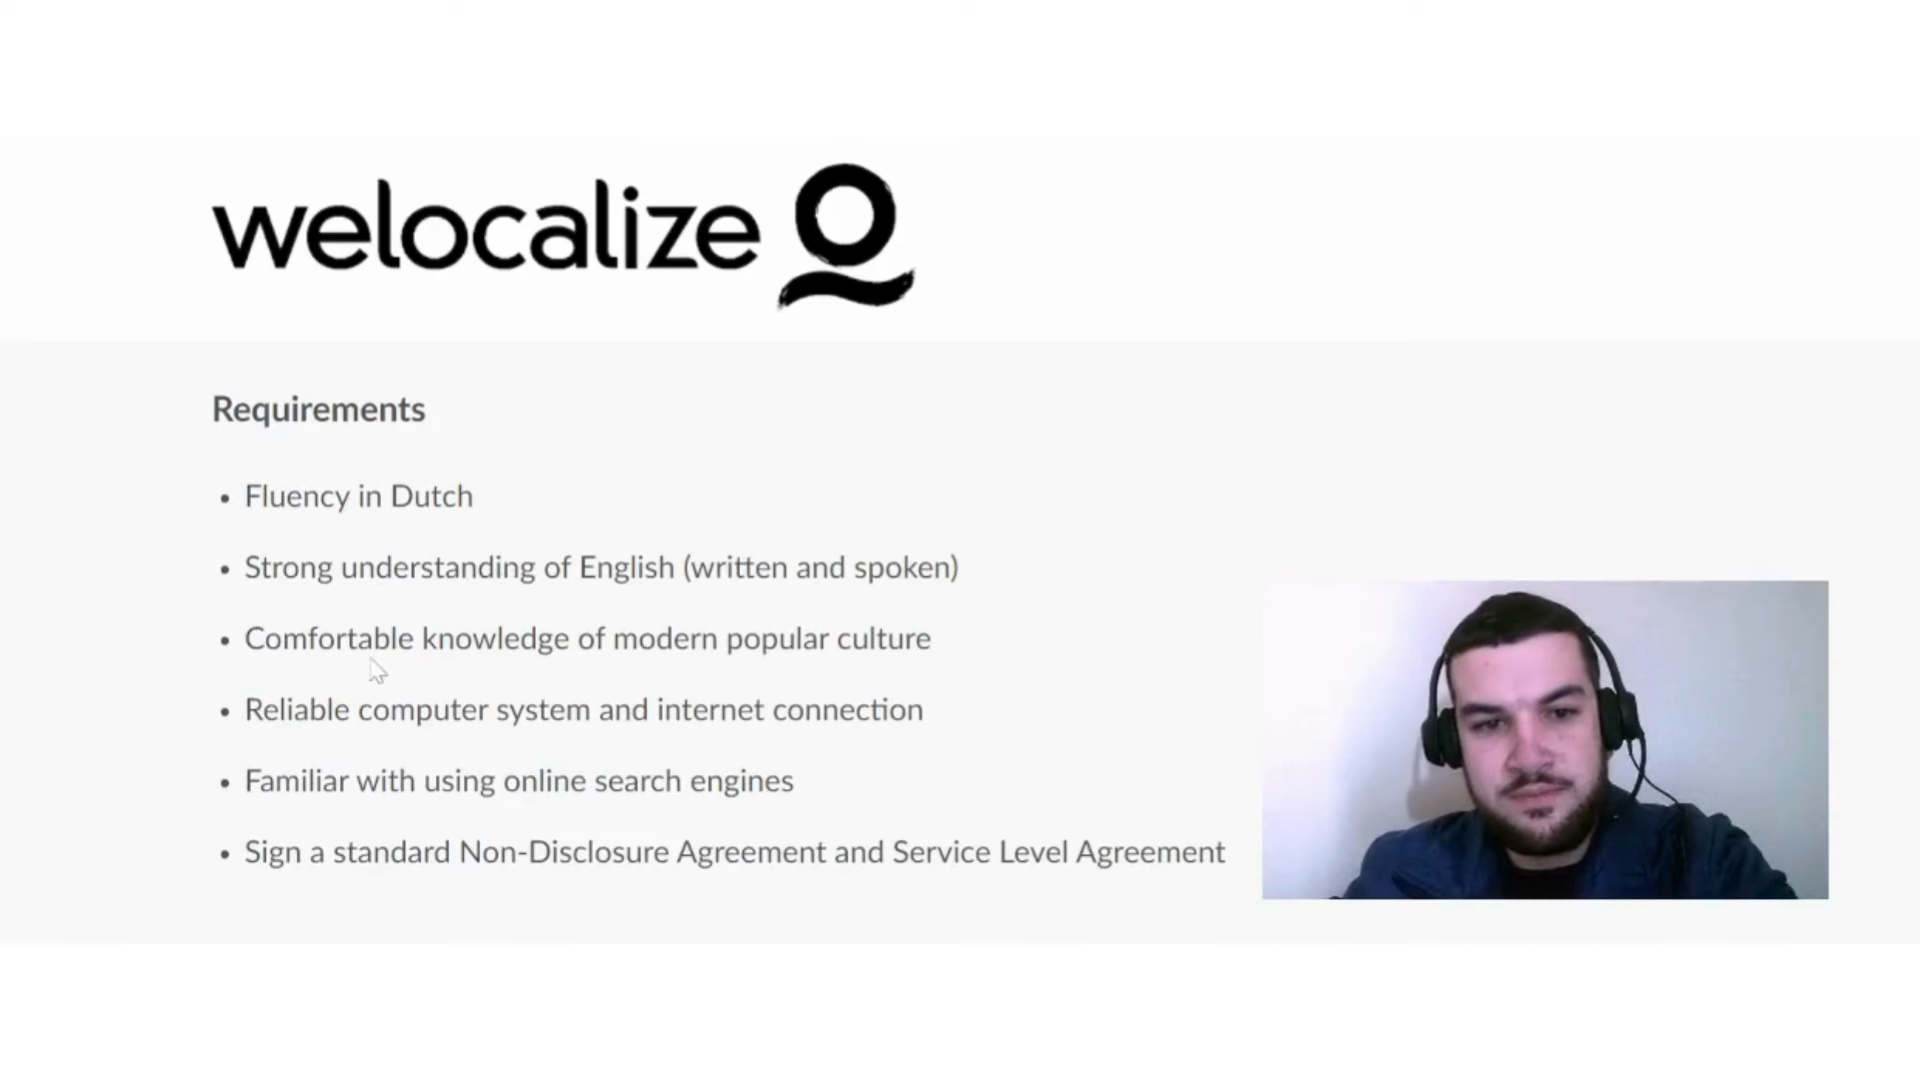 welocalize
Requirements
• Fluency in Dutch
• Strong understanding of English (written and spoken)
• Comfortable knowledge of modern popular culture
• Reliable computer system and internet connection
• Familiar with using online search engines
• Sign a standard Non-Disclosure Agreement and Service Level Agreement